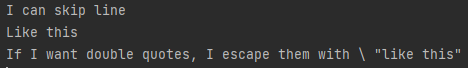 I can skip line
Like this
If I want double quotes, I escape them with \ "like this"